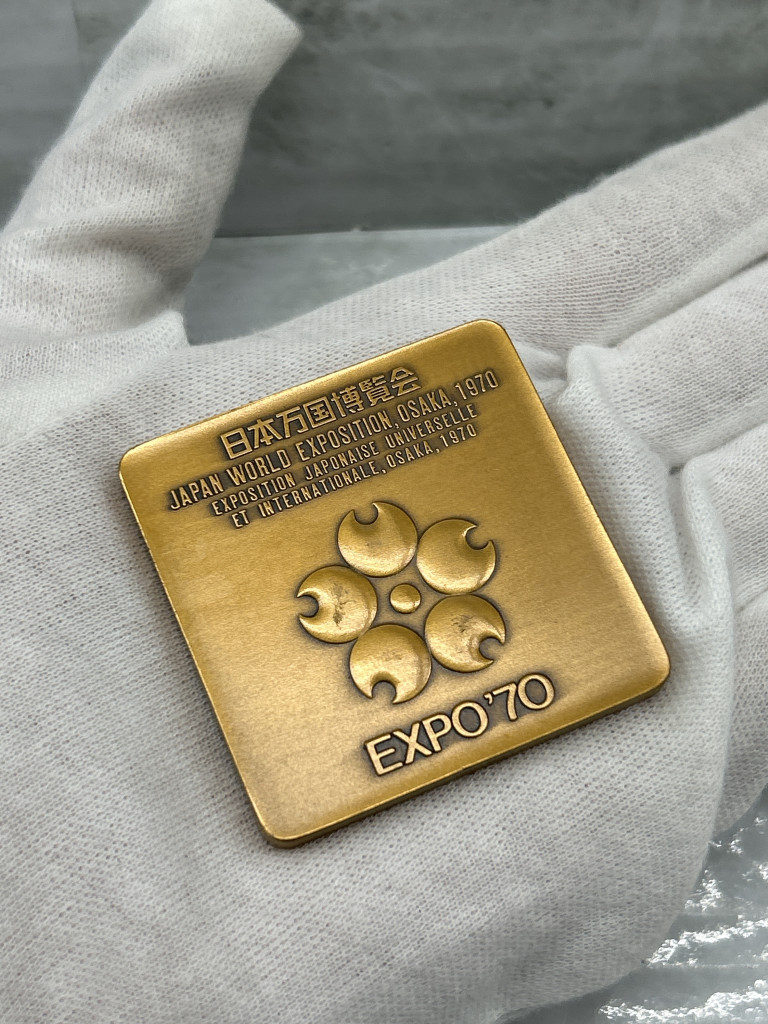 日本万国博覧会
JAPAN WORLD EXPOSITION, OSAKA, 1970
EXPOSITION JAPONAISE UNIVERSELLE
ET INTERNATIONALE, OSAKA, 1970
EXPO'70